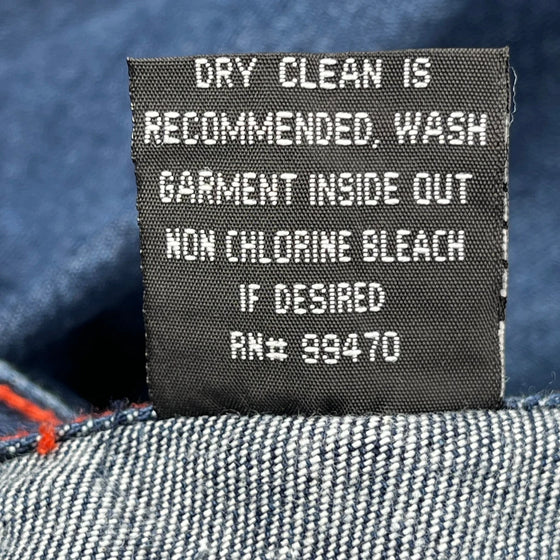 DRY CLEAN IS
RECOMMENDED, WASH
GARMENT INSIDE OUT
NON CHLORINE BLEACH
IF DESIRED
RN# 99470